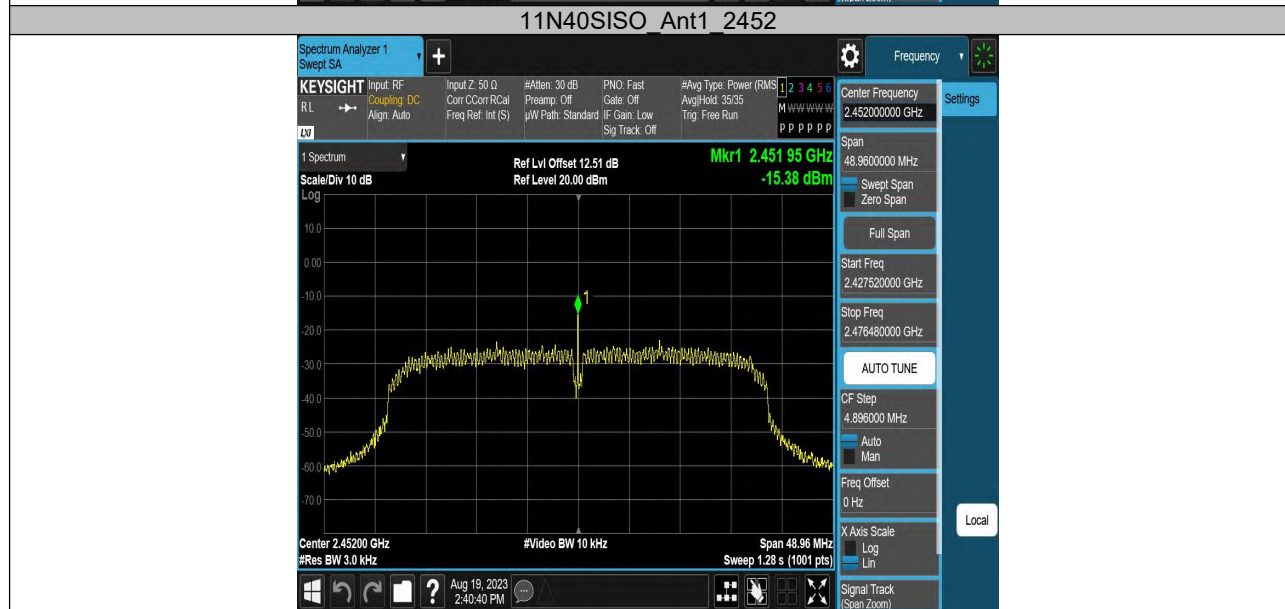 (Span Zoom)
11N40SISO_Ant1_2452
Spectrum Analyzer 1
Swept SA
+
Frequency
KEYSIGHT
R L
LXI
Input: RF
Coupling: DC
Align: Auto
Input Z: 50 Ω
Corr CCorr RCal
Freq Ref: Int (S)
#Atten: 30 dB
Preamp: Off
µW Path: Standard
PNO: Fast
Gate: Off
IF Gain: Low
Sig Track: Off
#Avg Type: Power (RMS
Avg|Hold: 35/35
Trig: Free Run
1 2 3 4 5 6
M W W W W W
P P P P P P
1 Spectrum
Scale/Div 10 dB
Ref Lvl Offset 12.51 dB
Ref Level 20.00 dBm
Mkr1 2.451 95 GHz
-15.38 dBm
Log
10.0
0.00
-10.0
-20.0
-30.0
-40.0
-50.0
-60.0
-70.0
1
Center 2.45200 GHz
#Res BW 3.0 kHz
#Video BW 10 kHz
Span 48.96 MHz
Sweep 1.28 s (1001 pts)
Center Frequency
2.452000000 GHz
Settings
Span
48.9600000 MHz
Swept Span
Zero Span
Full Span
Start Freq
2.427520000 GHz
Stop Freq
2.476480000 GHz
AUTO TUNE
CF Step
4.896000 MHz
Auto
Man
Freq Offset
0 Hz
X Axis Scale
Log
Lin
Local
Signal Track
(Span Zoom)
?
Aug 19, 2023
2:40:40 PM